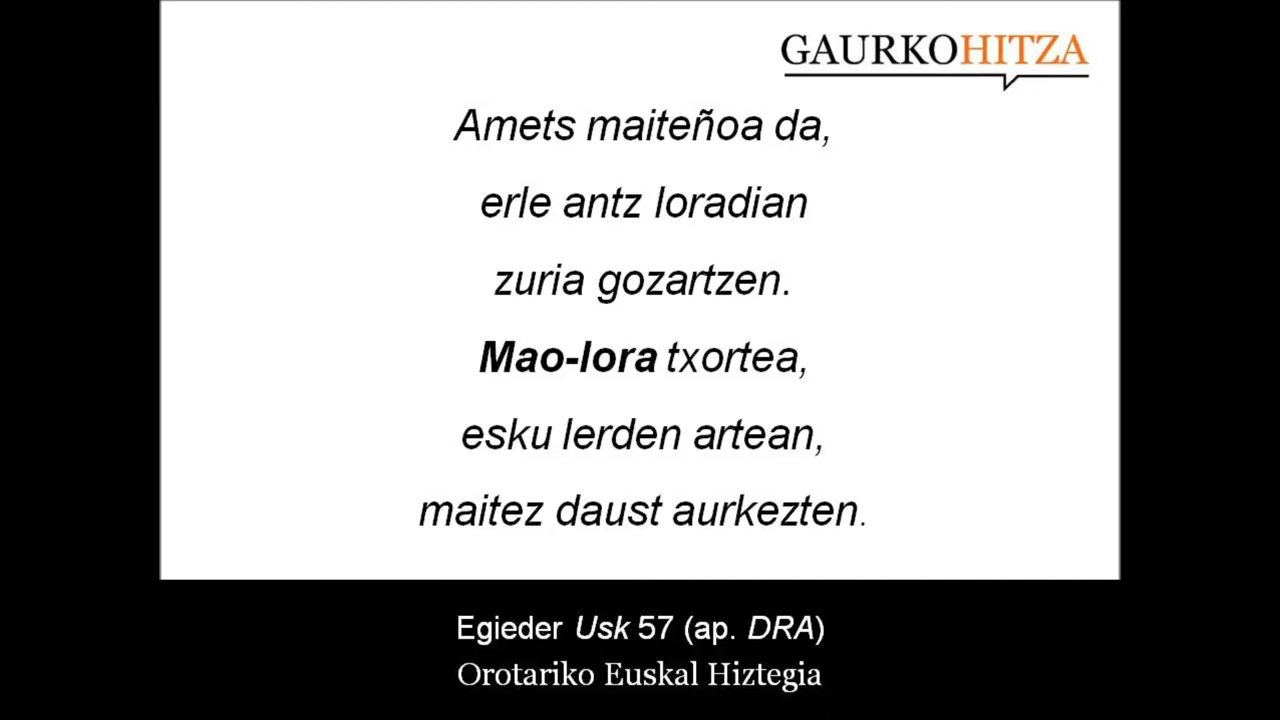 GAURKOHITZA
Amets maiteñoa da,
erle antz loradian
zuria gozartzen.
Mao-lora txortea,
esku lerden artean,
maitez daust aurkezten.
Egieder Usk 57 (ap. DRA)
Orotariko Euskal Hiztegia